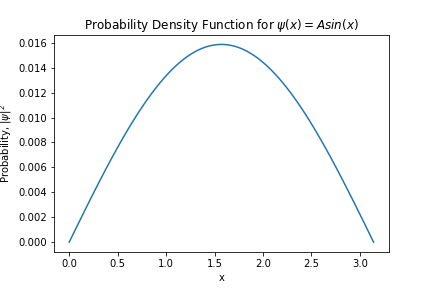 Probability Density Function for ψ(x) = Asin(x)
Probability, |ψ|²
0.016
0.014
0.012
0.010
0.008
0.006
0.004
0.002
0.000
0.0 0.5 1.0 1.5 2.0 2.5 3.0
x